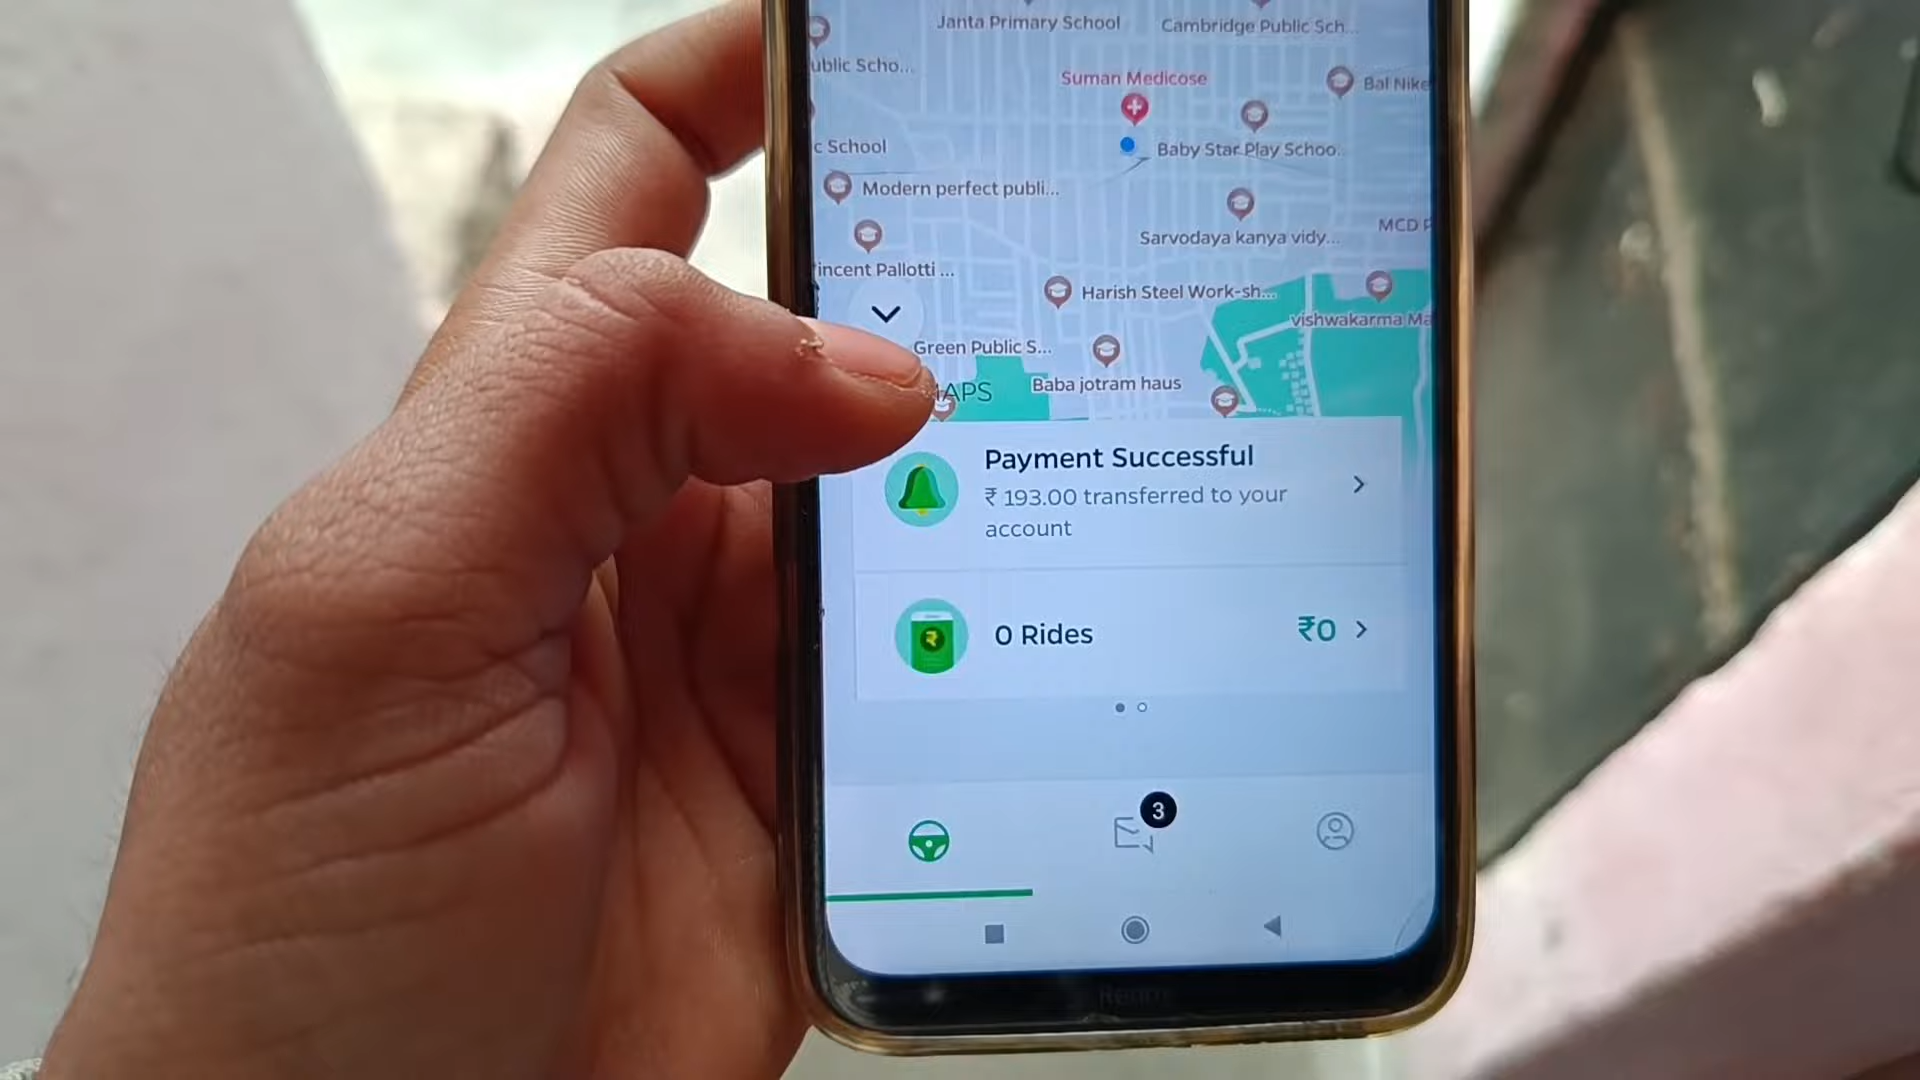 Janta Primary School
Cambridge Public Sch...
ublic Scho...
Suman Medicose
Bal Nike
c School
Baby Star Play Schoo..
Modern perfect publi...
Sarvodaya kanya vidy...
MCD P
incent Pallotti ...
Harish Steel Work-sh...
vishwakarma Ma
Green Public S...
Baba jotram haus
APS
Payment Successful
₹ 193.00 transferred to your
account
0 Rides
₹0
3